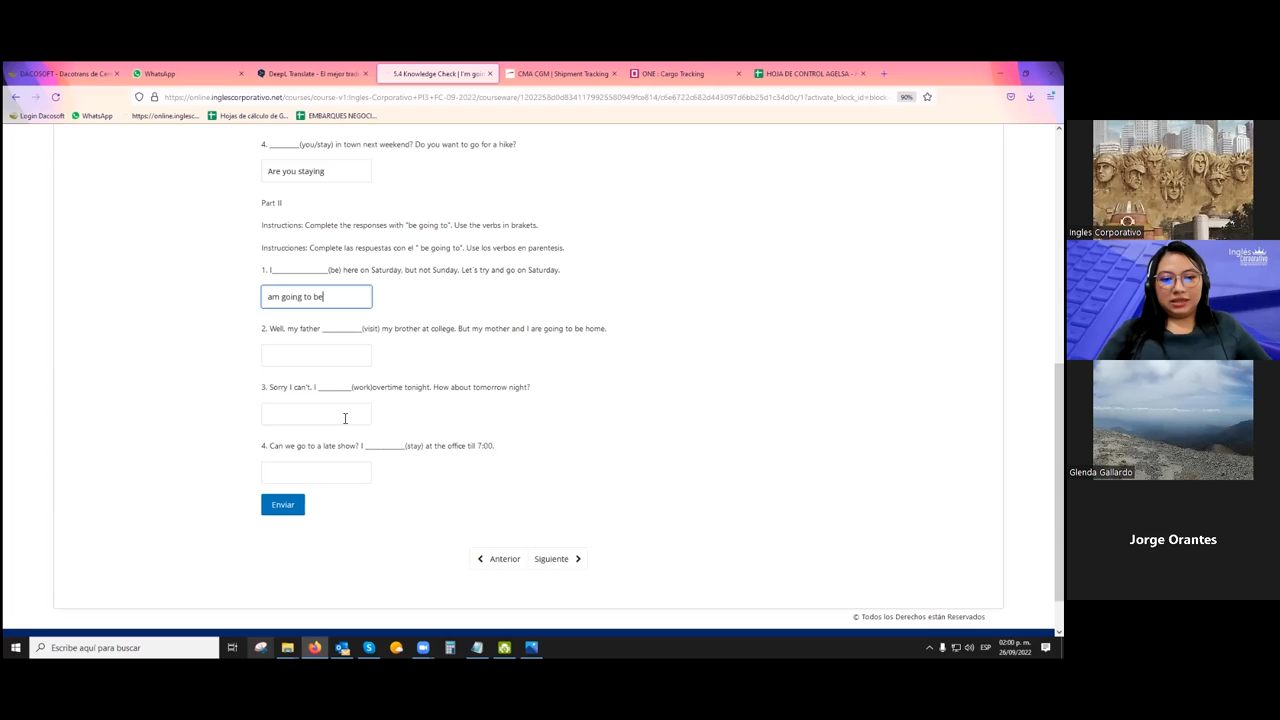 DACOSOFT - Dacotrans de Cen
WhatsApp
DeepL Translate - El mejor trad
5.4 Knowledge Check | I'm goin
CMA CGM | Shipment Tracking
ONE : Cargo Tracking
HOJA DE CONTROL AGELSA - H
90%
Login Dacosoft
WhatsApp
https://online.inglesc...
Hojas de cálculo de G...
EMBARQUES NEGOCI...
4. _______(you/stay) in town next weekend? Do you want to go for a hike?
Are you staying
Part II
Instructions: Complete the responses with "be going to". Use the verbs in brakets.
Instrucciones: Complete las respuestas con el " be going to". Use los verbos en parentesis.
1. I_____________(be) here on Saturday, but not Sunday. Let's try and go on Saturday.
am going to be
2. Well, my father _________(visit) my brother at college. But my mother and I are going to be home.
3. Sorry I can't. I ________(work)overtime tonight. How about tomorrow night?
4. Can we go to a late show? I _________(stay) at the office till 7:00.
Enviar
Anterior
Siguiente
© Todos los Derechos están Reservados
Escribe aquí para buscar
ESP
02:00 p. m.
26/09/2022
Ingles Corporativo
Inglés
Corporativo
Glenda Gallardo
Jorge Orantes